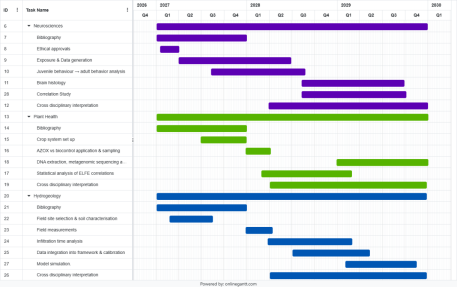 2026 2027 2028 2029 2030
ID Task Name Q4 Q1 Q2 Q3 Q4 Q1 Q2 Q3 Q4 Q1 Q2 Q3 Q4 Q1
6 Neurosciences
7 Bibliography
8 Ethical approvals
9 Exposure & Data generation
10 Juvenile behaviour → adult behavior analysis
11 Brain histology
28 Correlation Study
12 Cross disciplinary interpretation
13 Plant Health
14 Bibliography
15 Crop system set up
16 AZOX vs biocontrol application & sampling
18 DNA extraction, metagenomic sequencing a...
17 Statistical analysis of ELFE correlations
19 Cross disciplinary interpretation
20 Hydrogeology
21 Bibliography
22 Field site selection & soil characterisation
23 Field measurements
24 Infiltration time analysis
25 Data integration into framework & calibration
27 Model simulation
26 Cross disciplinary interpretation
Powered by: onlinegantt.com